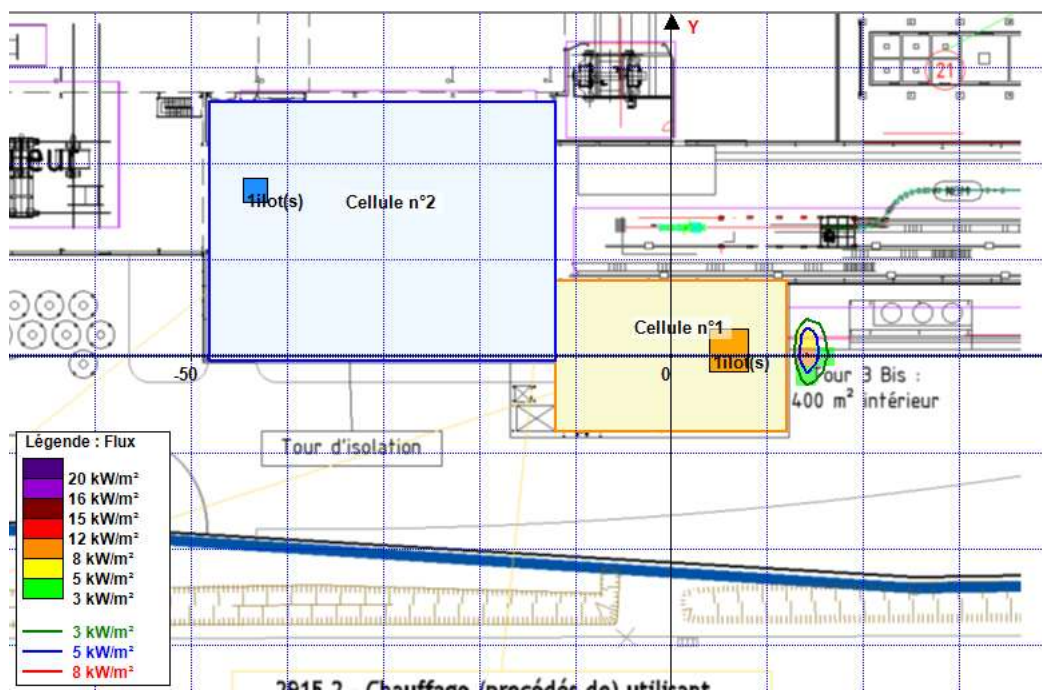 Y
21
eur
1ilot(s)
Cellule n°2
Cellule n°1
1ilot(s)
-50
0
Tour 3 Bis :
400 m² intérieur
Tour d'isolation
Légende : Flux
20 kW/m²
16 kW/m²
15 kW/m²
12 kW/m²
8 kW/m²
5 kW/m²
3 kW/m²
3 kW/m²
5 kW/m²
8 kW/m²
2915.2 - Chauffage (procédés de) utilisant